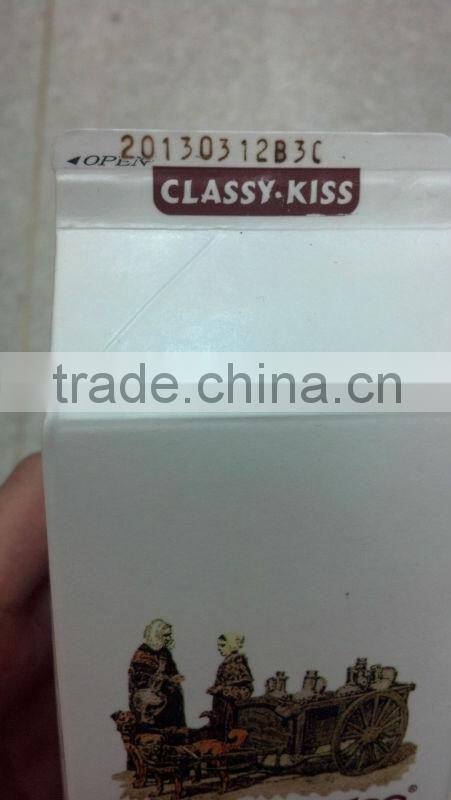 20130312B3C
◄OPEN
CLASSY·KISS
trade.china.cn
®